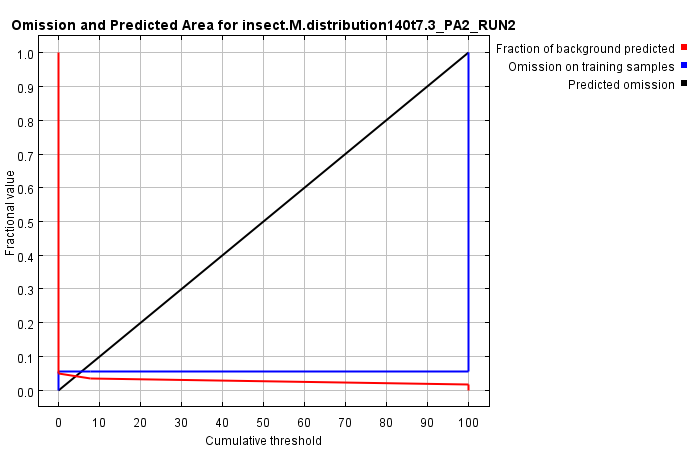 Omission and Predicted Area for insect.M.distribution140t7.3_PA2_RUN2
Fraction of background predicted
Omission on training samples
Predicted omission
Fractional value
1.0
0.9
0.8
0.7
0.6
0.5
0.4
0.3
0.2
0.1
0.0
0 10 20 30 40 50 60 70 80 90 100
Cumulative threshold